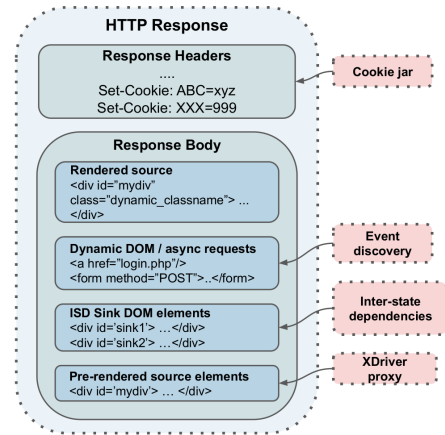 HTTP Response
Response Headers
....
Set-Cookie: ABC=xyz
Set-Cookie: XXX=999
Cookie jar
Response Body
Rendered source
<div id="mydiv"
class="dynamic_classname"> ...
</div>
Dynamic DOM / async requests
<a href="login.php"/>
<form method="POST">..</form>
Event
discovery
ISD Sink DOM elements
<div id='sink1'> ...</div>
<div id='sink2'> ...</div>
Inter-state
dependencies
Pre-rendered source elements
<div id='mydiv'> ... </div>
XDriver
proxy